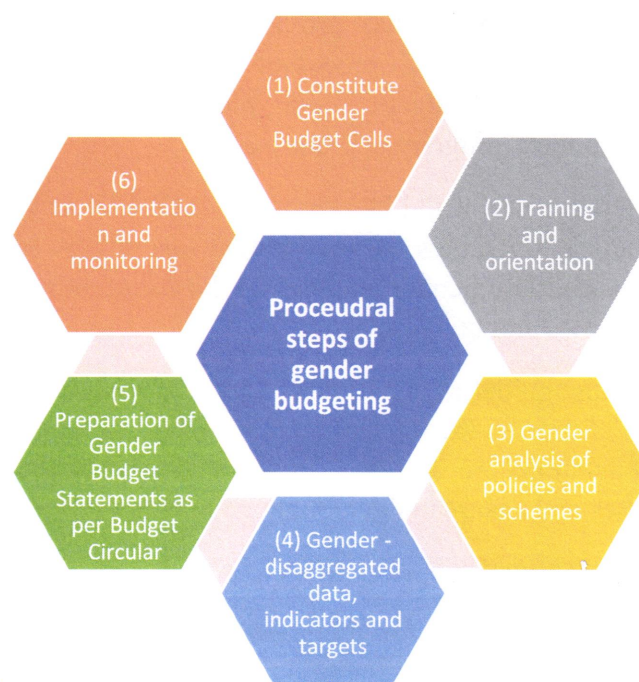 (1) Constitute
Gender
Budget Cells
(2) Training
and
orientation
(3) Gender
analysis of
policies and
schemes
(4) Gender -
disaggregated
data,
indicators and
targets
(5)
Preparation of
Gender
Budget
Statements as
per Budget
Circular
(6)
Implementatio
n and
monitoring
Proceudral
steps of
gender
budgeting